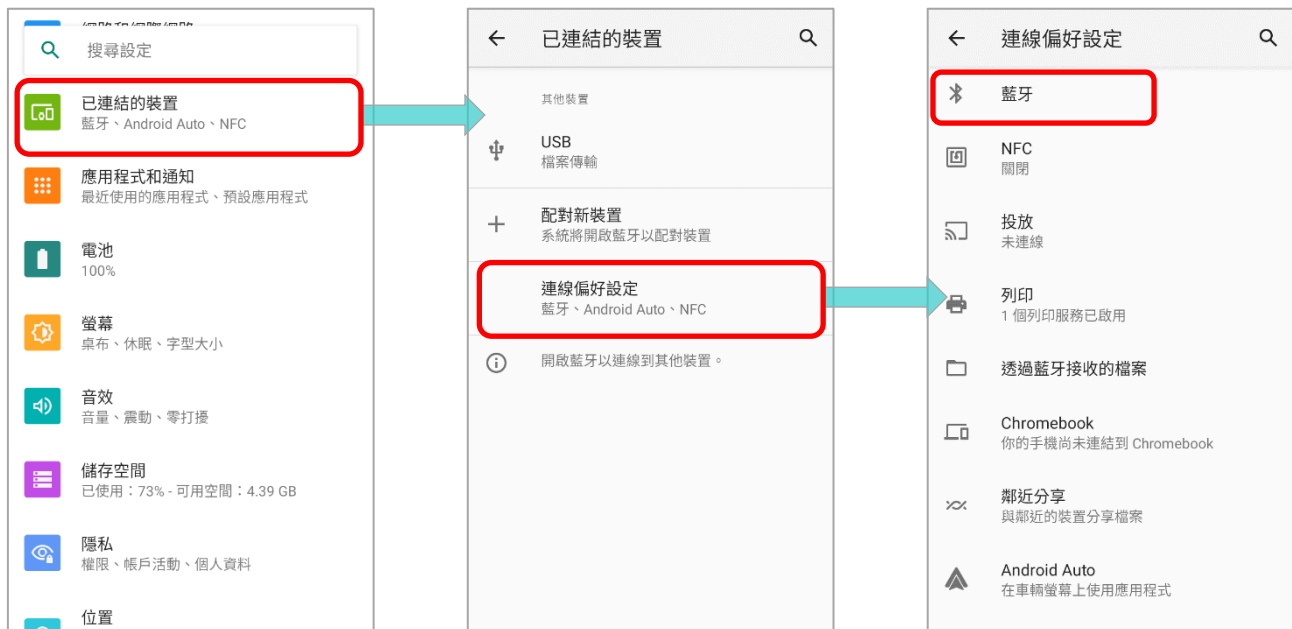 搜尋設定
已連結的裝置
藍牙、Android Auto、NFC
應用程式和通知
最近使用的應用程式、預設應用程式
電池
100%
螢幕
桌布、休眠、字型大小
音效
音量、震動、零打擾
儲存空間
已使用：73% - 可用空間：4.39 GB
隱私
權限、帳戶活動、個人資料
位置
已連結的裝置
其他裝置
USB
檔案傳輸
配對新裝置
系統將開啟藍牙以配對裝置
連線偏好設定
藍牙、Android Auto、NFC
開啟藍牙以連線到其他裝置。
連線偏好設定
藍牙
NFC
關閉
投放
未連線
列印
1 個列印服務已啟用
透過藍牙接收的檔案
Chromebook
你的手機尚未連結到 Chromebook
鄰近分享
與鄰近的裝置分享檔案
Android Auto
在車輛螢幕上使用應用程式